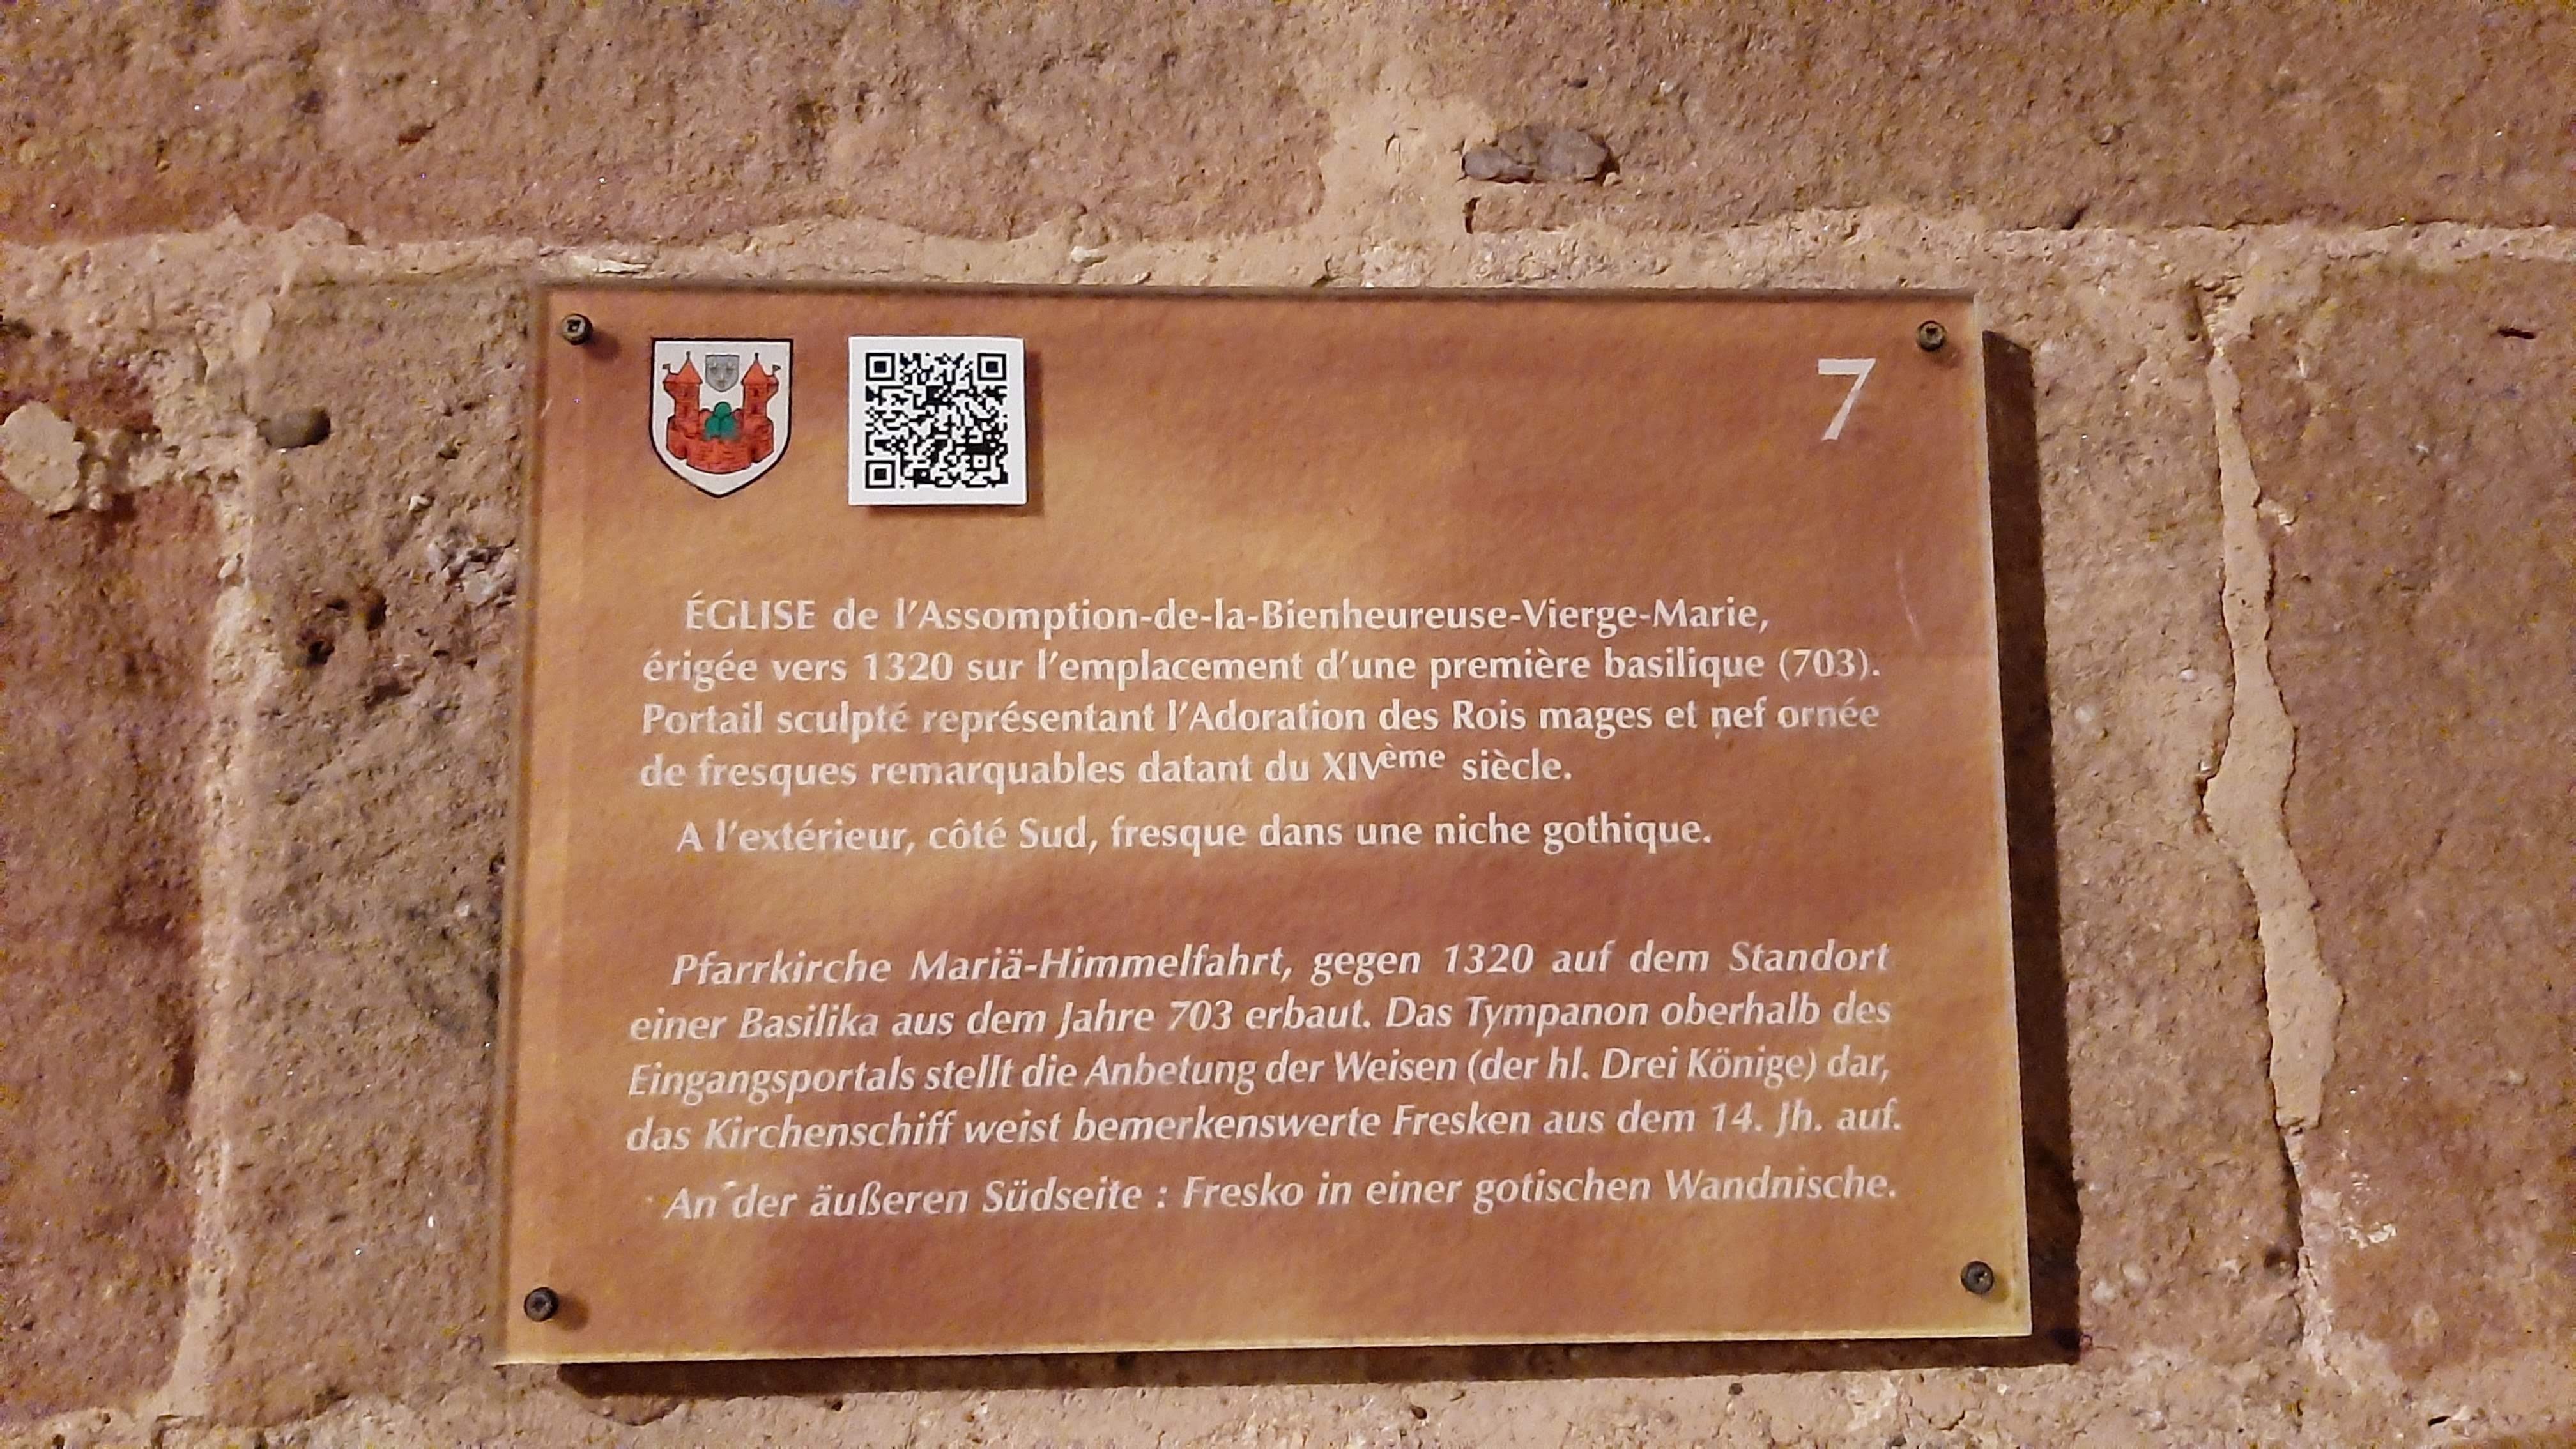 7
ÉGLISE de l'Assomption-de-la-Bienheureuse-Vierge-Marie,
érigée vers 1320 sur l'emplacement d'une première basilique (703).
Portail sculpté représentant l'Adoration des Rois mages et nef ornée
de fresques remarquables datant du XIVème siècle.
A l'extérieur, côté Sud, fresque dans une niche gothique.
Pfarrkirche Mariä-Himmelfahrt, gegen 1320 auf dem Standort
einer Basilika aus dem Jahre 703 erbaut. Das Tympanon oberhalb des
Eingangsportals stellt die Anbetung der Weisen (der hl. Drei Könige) dar,
das Kirchenschiff weist bemerkenswerte Fresken aus dem 14. Jh. auf.
An der äußeren Südseite : Fresko in einer gotischen Wandnische.